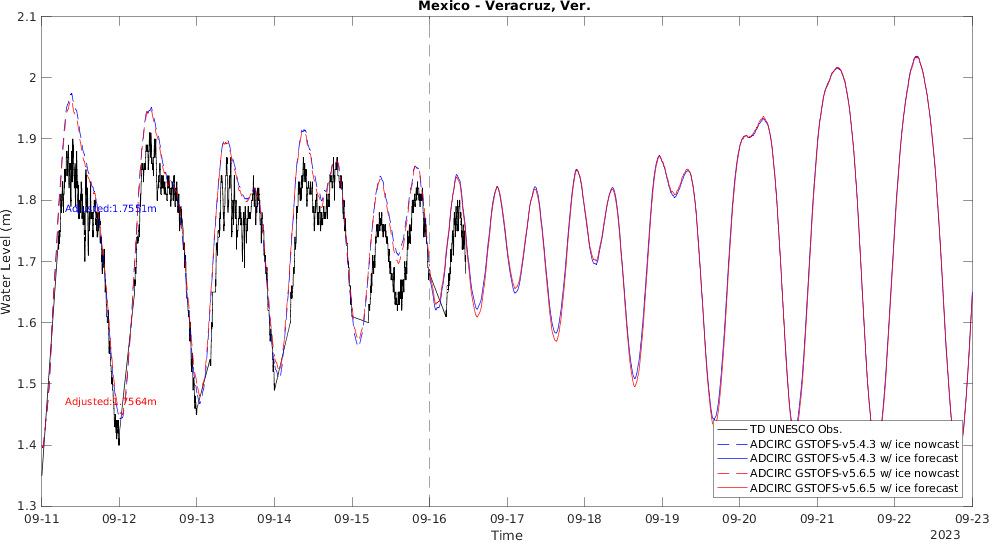 Mexico - Veracruz, Ver.
Water Level (m)
2.1
2
1.9
1.8
1.7
1.6
1.5
1.4
1.3
Adjusted:1.7551m
Adjusted:1.7564m
TD UNESCO Obs.
ADCIRC GSTOFS-v5.4.3 w/ ice nowcast
ADCIRC GSTOFS-v5.4.3 w/ ice forecast
ADCIRC GSTOFS-v5.6.5 w/ ice nowcast
ADCIRC GSTOFS-v5.6.5 w/ ice forecast
09-11 09-12 09-13 09-14 09-15 09-16 09-17 09-18 09-19 09-20 09-21 09-22 09-23
Time
2023